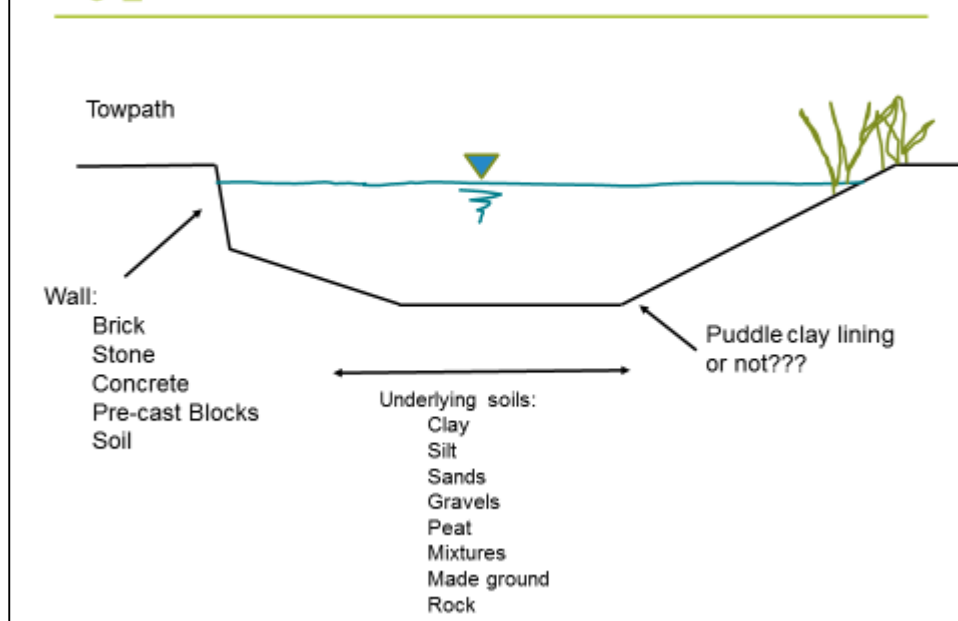 Towpath
Wall:
Brick
Stone
Concrete
Pre-cast Blocks
Soil
Puddle clay lining
or not???
Underlying soils:
Clay
Silt
Sands
Gravels
Peat
Mixtures
Made ground
Rock